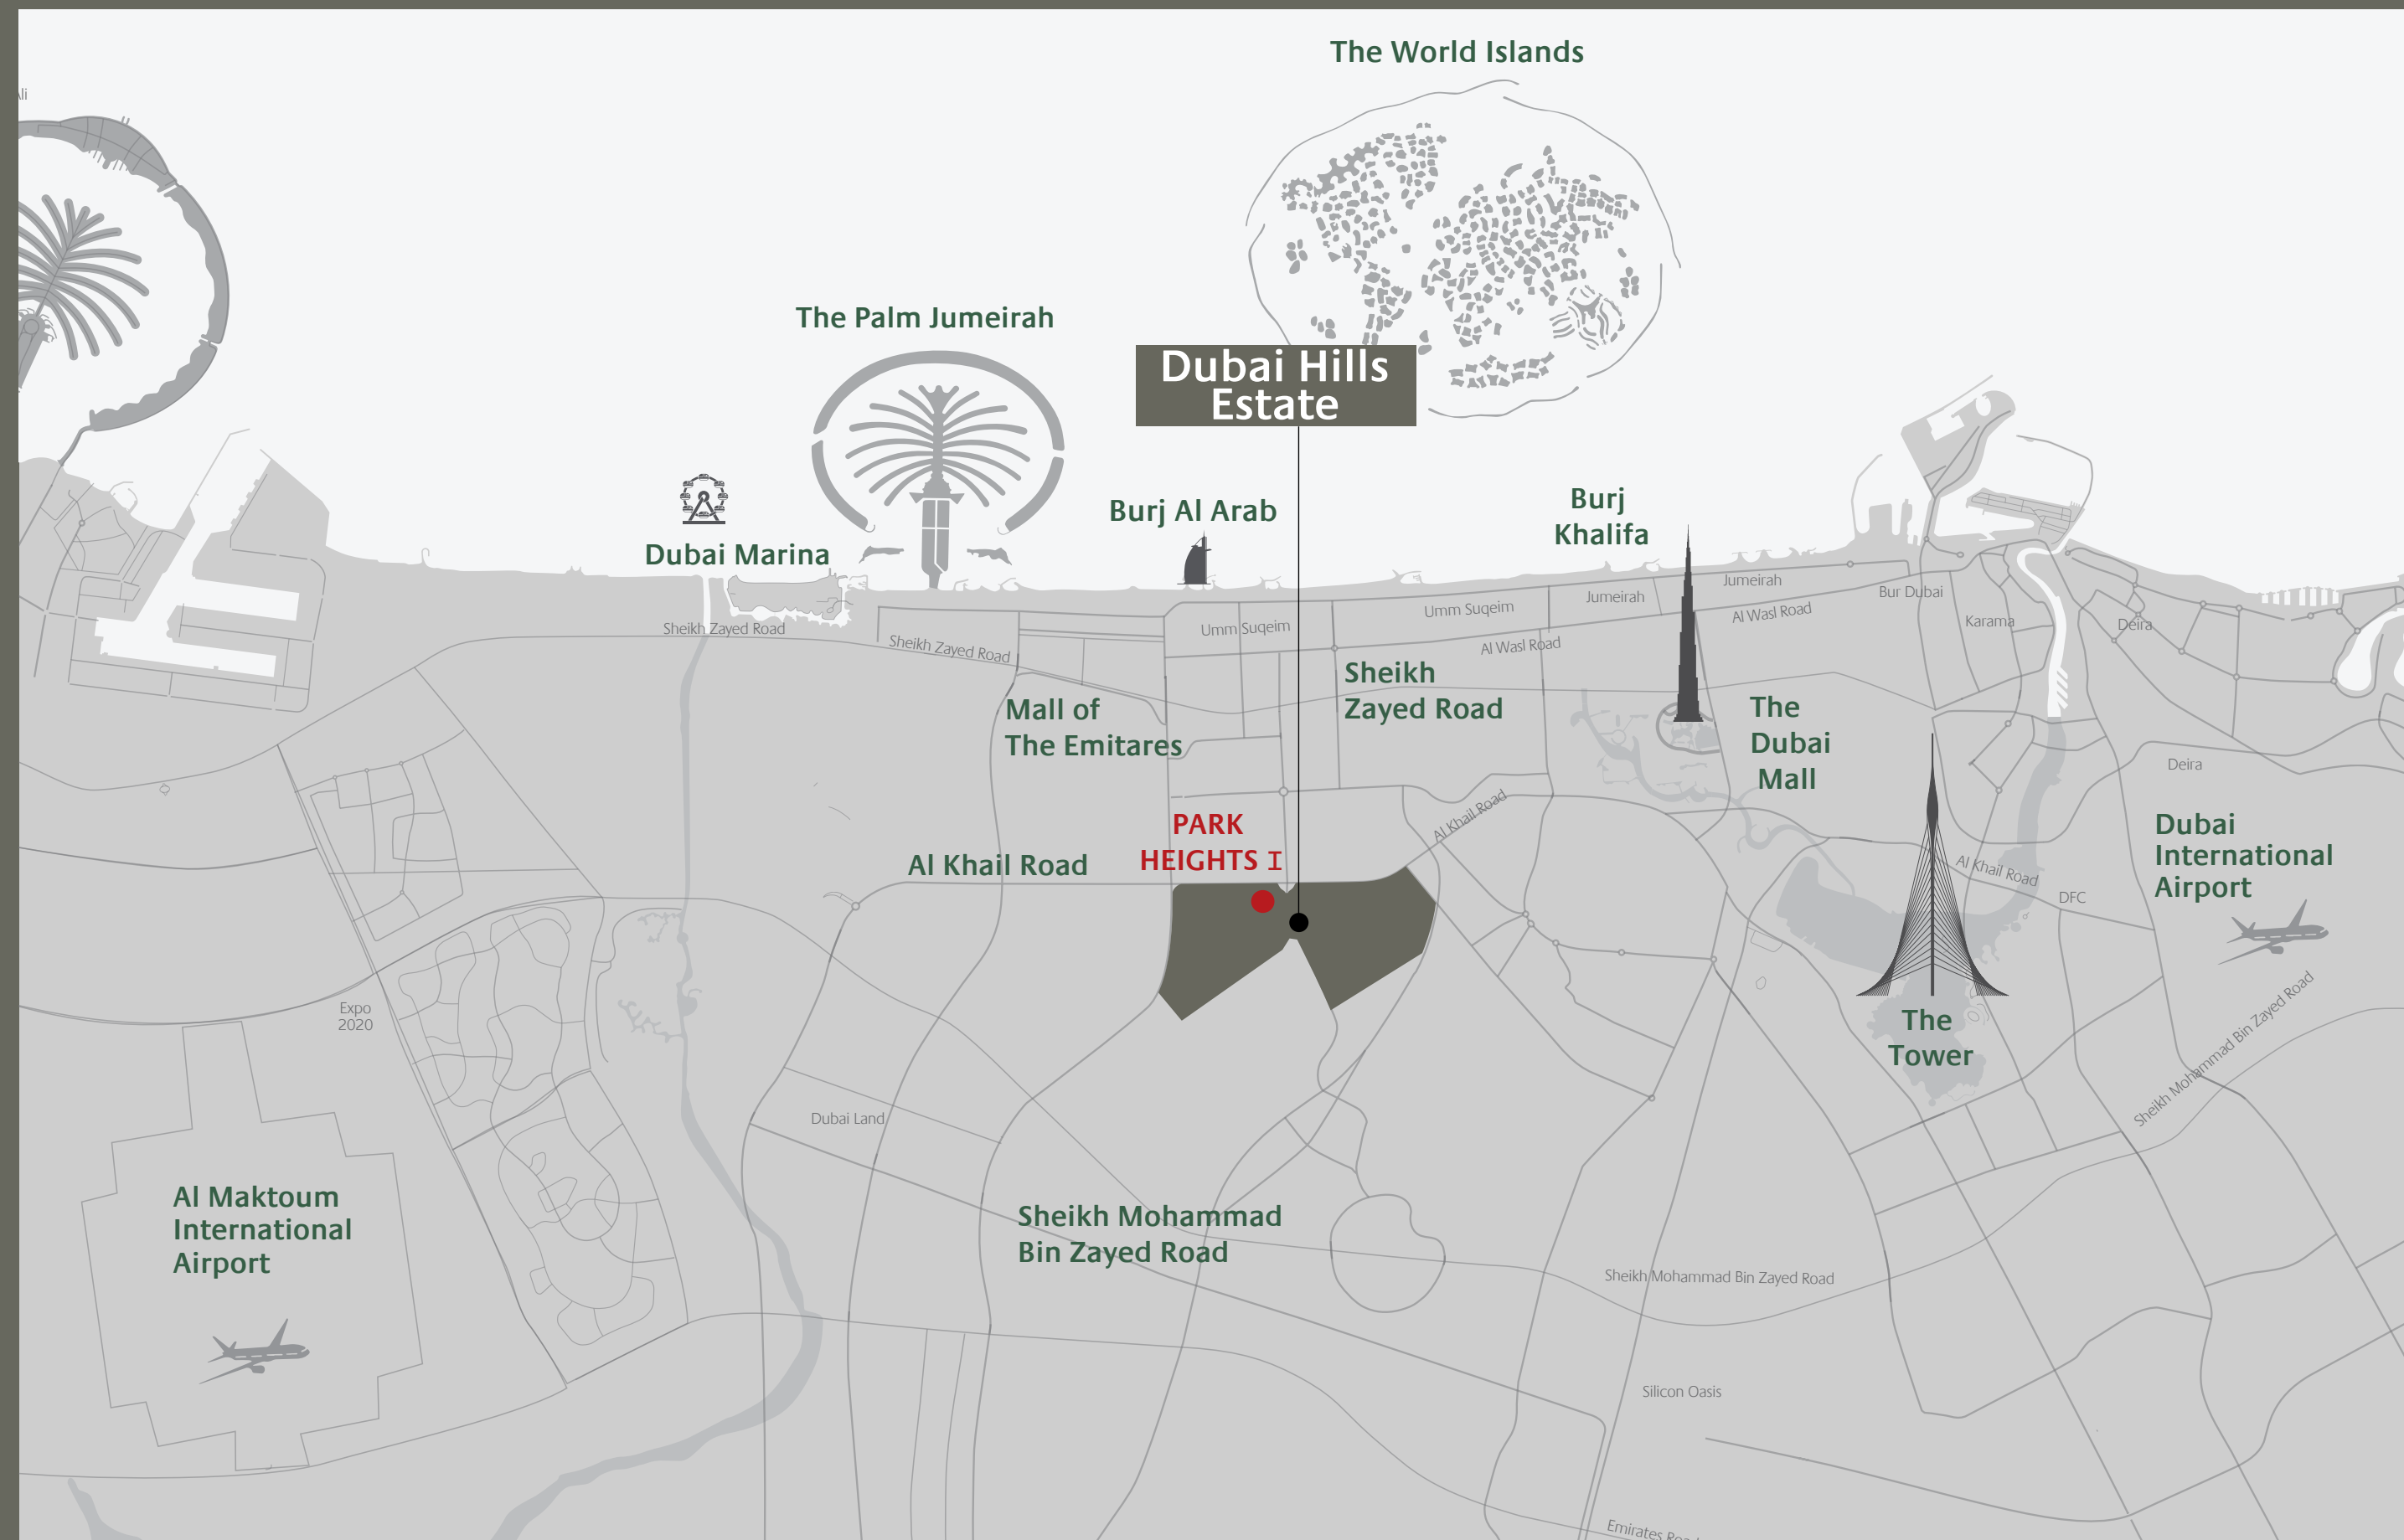 The World Islands
Ali
The Palm Jumeirah
Dubai Hills
Estate
Burj Al Arab
Burj
Khalifa
Dubai Marina
Jumeirah
Jumeirah
Umm Suqeim
Umm Suqeim
Al Wasl Road
Al Wasl Road
Bur Dubai
Karama
Deira
Sheikh Zayed Road
Sheikh Zayed Road
Sheikh
Zayed Road
Mall of
The Emitares
The
Dubai
Mall
Deira
Al Khail Road
PARK
HEIGHTS I
Al Khail Road
Dubai
International
Airport
Al Khail Road
DFC
Expo
2020
The
Tower
Sheikh Mohammad Bin Zayed Road
Dubai Land
Al Maktoum
International
Airport
Sheikh Mohammad
Bin Zayed Road
Sheikh Mohammad Bin Zayed Road
Silicon Oasis
Emirates Road